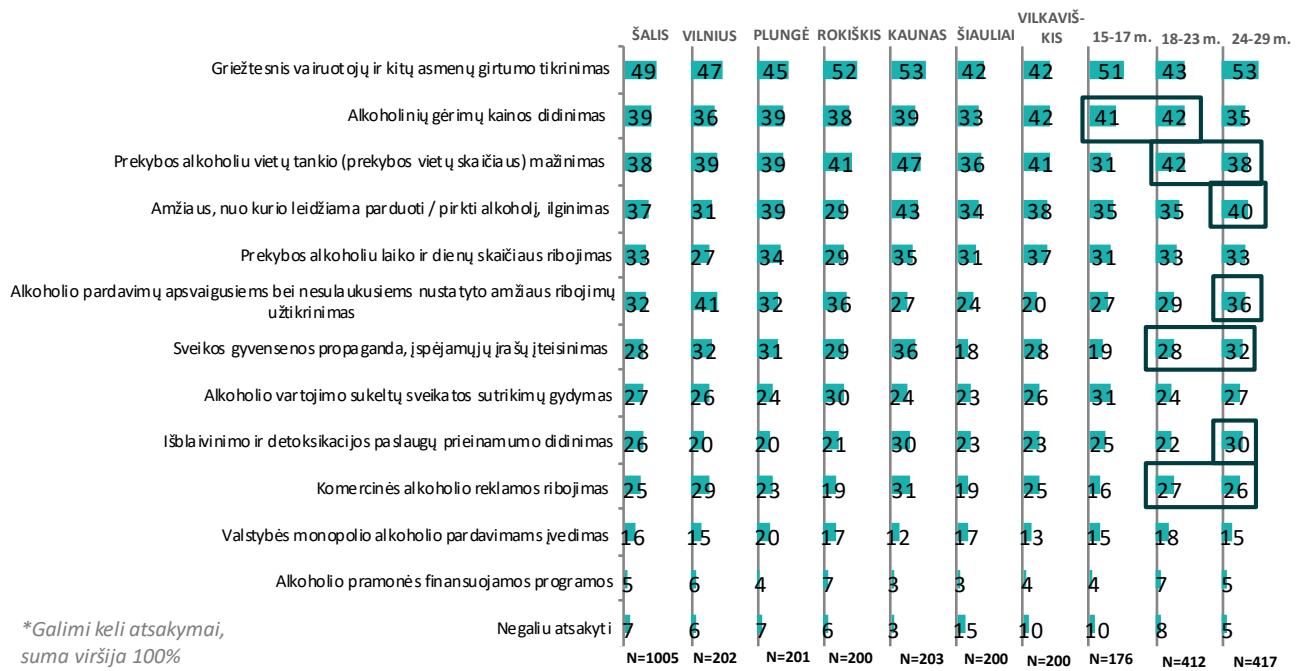 ŠALIS VILNIUS PLUNGĖ ROKIŠKIS KAUNAS ŠIAULIAI VILKAVIŠ-
KIS 15-17 m. 18-23 m. 24-29 m.
Griežtesnis vairuotojų ir kitų asmenų girtumo tikrinimas 49 47 45 52 53 42 42 51 43 53
Alkoholinių gėrimų kainos didinimas 39 36 39 38 39 33 42 41 42 35
Prekybos alkoholiu vietų tankio (prekybos vietų skaičiaus) mažinimas 38 39 39 41 47 36 41 31 42 38
Amžiaus, nuo kurio leidžiama parduoti / pirkti alkoholį, ilginimas 37 31 39 29 43 34 38 35 35 40
Prekybos alkoholiu laiko ir dienų skaičiaus ribojimas 33 27 34 29 35 31 37 31 33 33
Alkoholio pardavimų apsvaigusiems bei nesulaukusiems nustatyto amžiaus ribojimų
užtikrinimas 32 41 32 36 27 24 20 27 29 36
Sveikos gyvensenos propaganda, įspėjamųjų įrašų įteisinimas 28 32 31 29 36 18 28 19 28 32
Alkoholio vartojimo sukeltų sveikatos sutrikimų gydymas 27 26 24 30 24 23 26 31 24 27
Išblaivinimo ir detoksikacijos paslaugų prieinamumo didinimas 26 20 20 21 30 23 23 25 22 30
Komercinės alkoholio reklamos ribojimas 25 29 23 19 31 19 25 16 27 26
Valstybės monopolio alkoholio pardavimams įvedimas 16 15 20 17 12 17 13 15 18 15
Alkoholio pramonės finansuojamos programos 5 6 4 7 3 3 4 4 7 5
Negaliu atsakyti 7 6 7 6 3 15 10 10 8 5
*Galimi keli atsakymai,
suma viršija 100%
N=1005 N=202 N=201 N=200 N=203 N=200 N=200 N=176 N=412 N=417